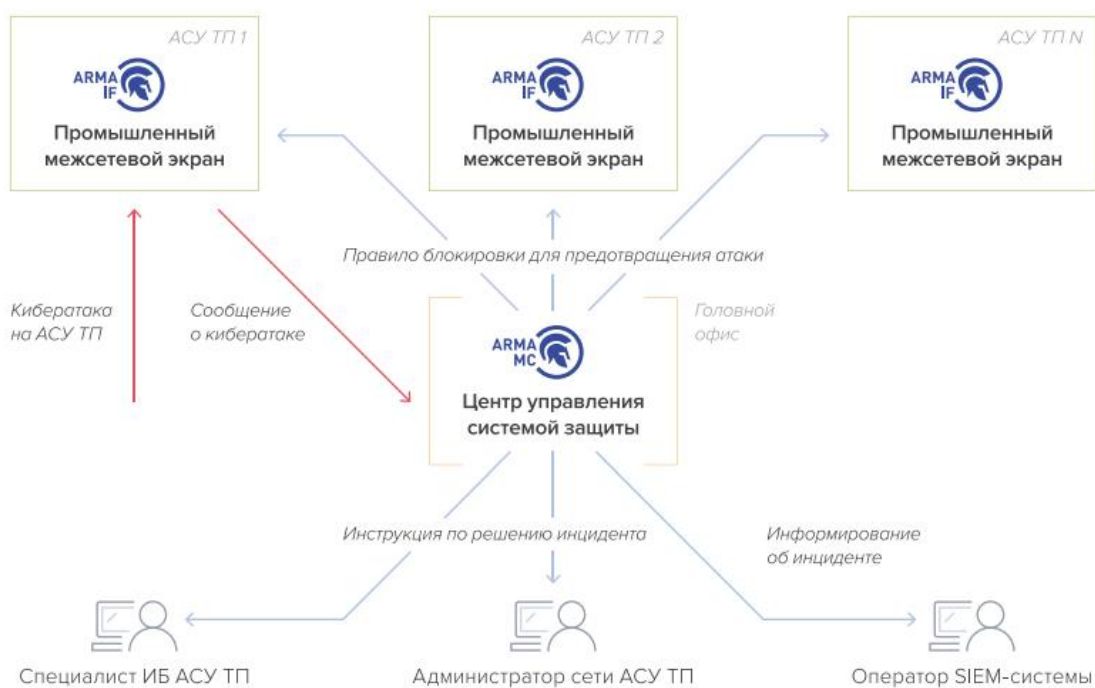 АСУ ТП 1
ARMA
IF
Промышленный
межсетевой экран
АСУ ТП 2
ARMA
IF
Промышленный
межсетевой экран
АСУ ТП N
ARMA
IF
Промышленный
межсетевой экран
Правило блокировки для предотвращения атаки
Кибератака
на АСУ ТП
Сообщение
о кибератаке
Головной
офис
ARMA
MC
Центр управления
системой защиты
Инструкция по решению инцидента
Информирование
об инциденте
Специалист ИБ АСУ ТП
Администратор сети АСУ ТП
Оператор SIEM-системы